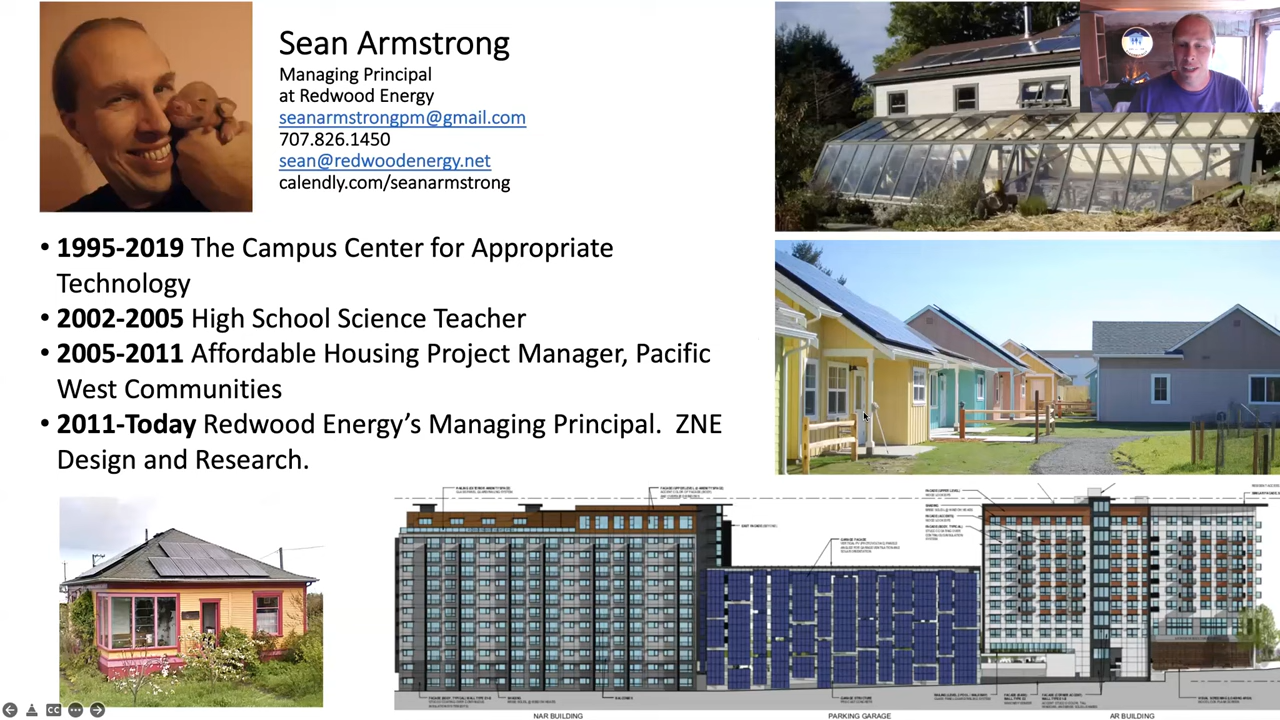 Sean Armstrong
Managing Principal
at Redwood Energy
seanarmstrongpm@gmail.com
707.826.1450
sean@redwoodenergy.net
calendly.com/seanarmstrong
• 1995-2019 The Campus Center for Appropriate
Technology
• 2002-2005 High School Science Teacher
• 2005-2011 Affordable Housing Project Manager, Pacific
West Communities
• 2011-Today Redwood Energy’s Managing Principal. ZNE
Design and Research.
NAR BUILDING
PARKING GARAGE
AR BUILDING
CC